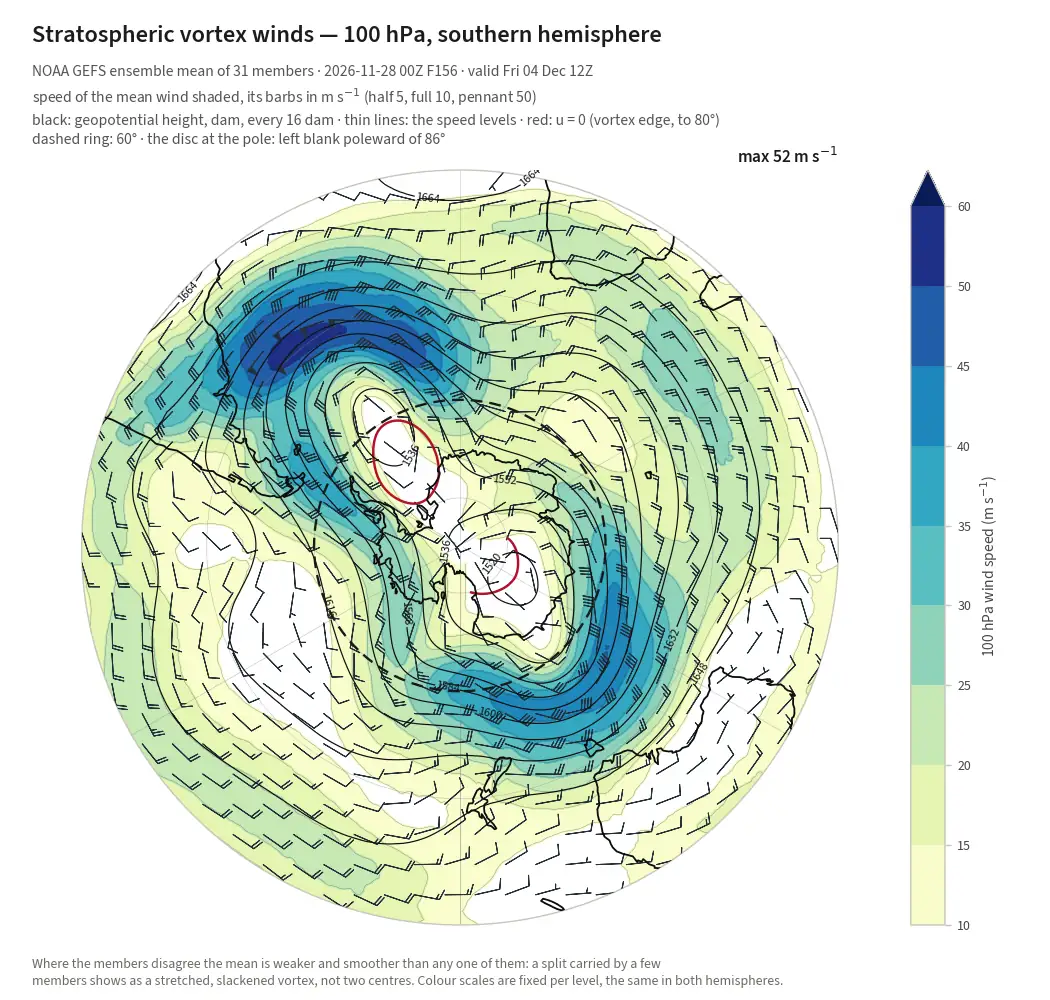 Stratospheric vortex winds — 100 hPa, southern hemisphere
NOAA GEFS ensemble mean of 31 members · 2026-11-28 00Z F156 · valid Fri 04 Dec 12Z
speed of the mean wind shaded, its barbs in m s⁻¹ (half 5, full 10, pennant 50)
black: geopotential height, dam, every 16 dam · thin lines: the speed levels · red: u = 0 (vortex edge, to 80°)
dashed ring: 60° · the disc at the pole: left blank poleward of 86°
max 52 m s⁻¹
1664
1664
1664
1536
1552
1536
1520
1616
1632
1648
1584
1600
60
50
45
40
35
30
25
20
15
10
100 hPa wind speed (m s⁻¹)
Where the members disagree the mean is weaker and smoother than any one of them: a split carried by a few
members shows as a stretched, slackened vortex, not two centres. Colour scales are fixed per level, the same in both hemispheres.